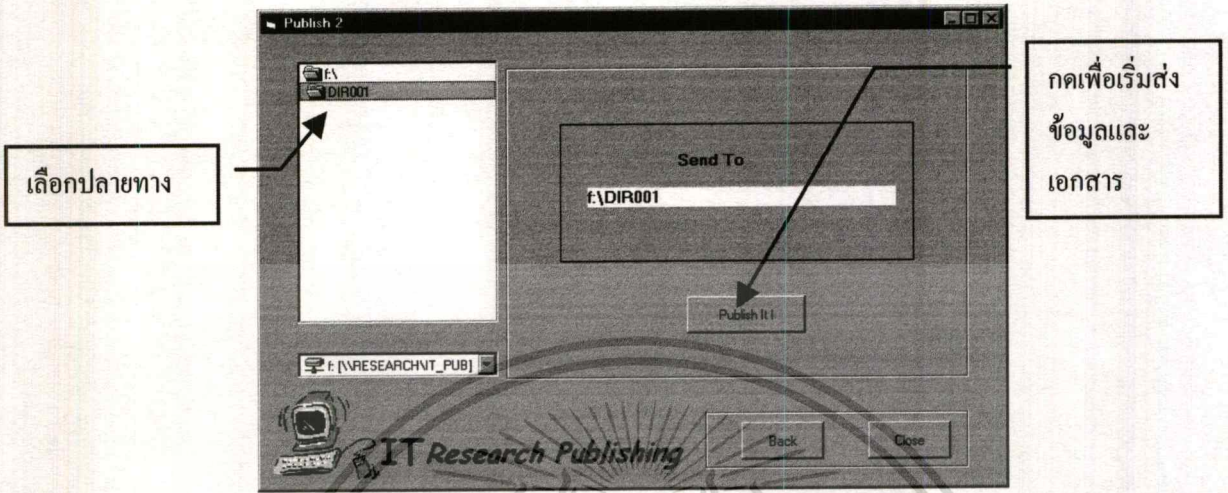 Publish 2
f:\
DIR001
เลือกปลายทาง
Send To
f:\DIR001
Publish It !
กดเพื่อเริ่มส่ง
ข้อมูลและ
เอกสาร
f: [\\RESEARCH\IT_PUB]
IT Research Publishing
Back
Close